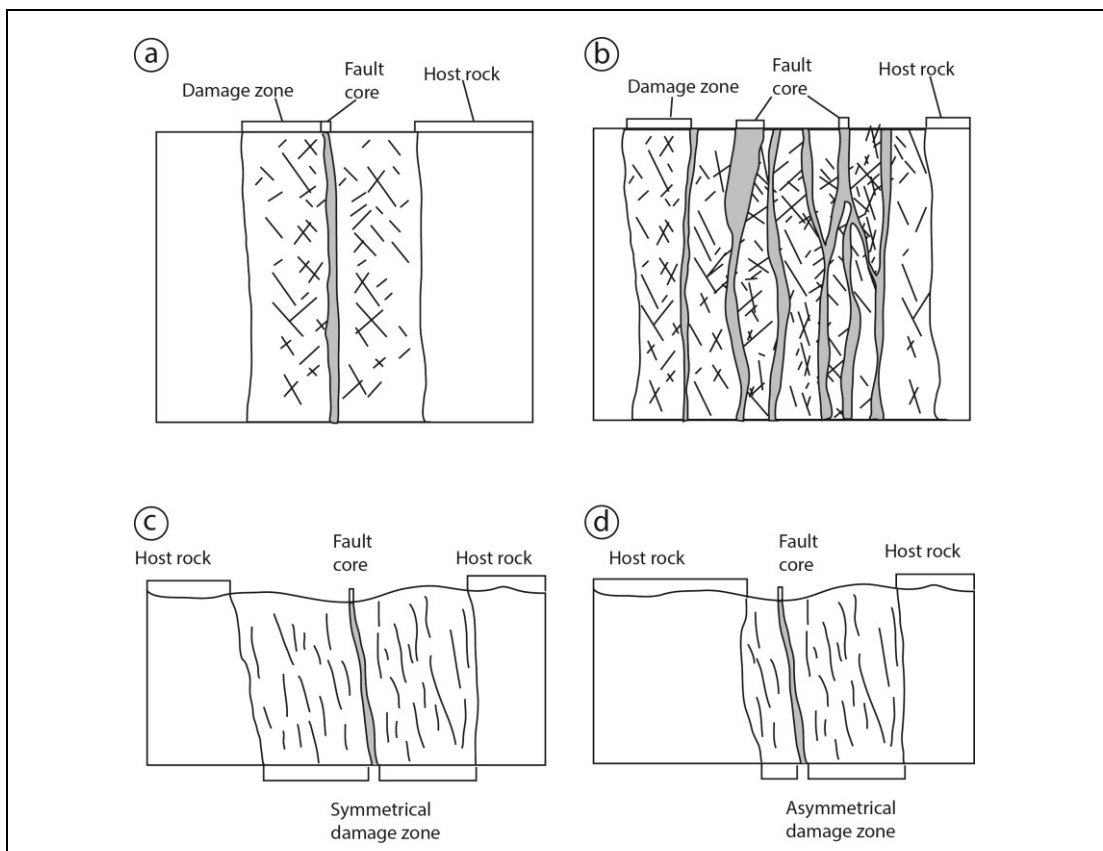 a
Damage zone
Fault
core
Host rock
b
Damage zone
Fault
core
Host rock
c
Host rock
Fault
core
Host rock
Symmetrical
damage zone
d
Host rock
Fault
core
Host rock
Asymmetrical
damage zone